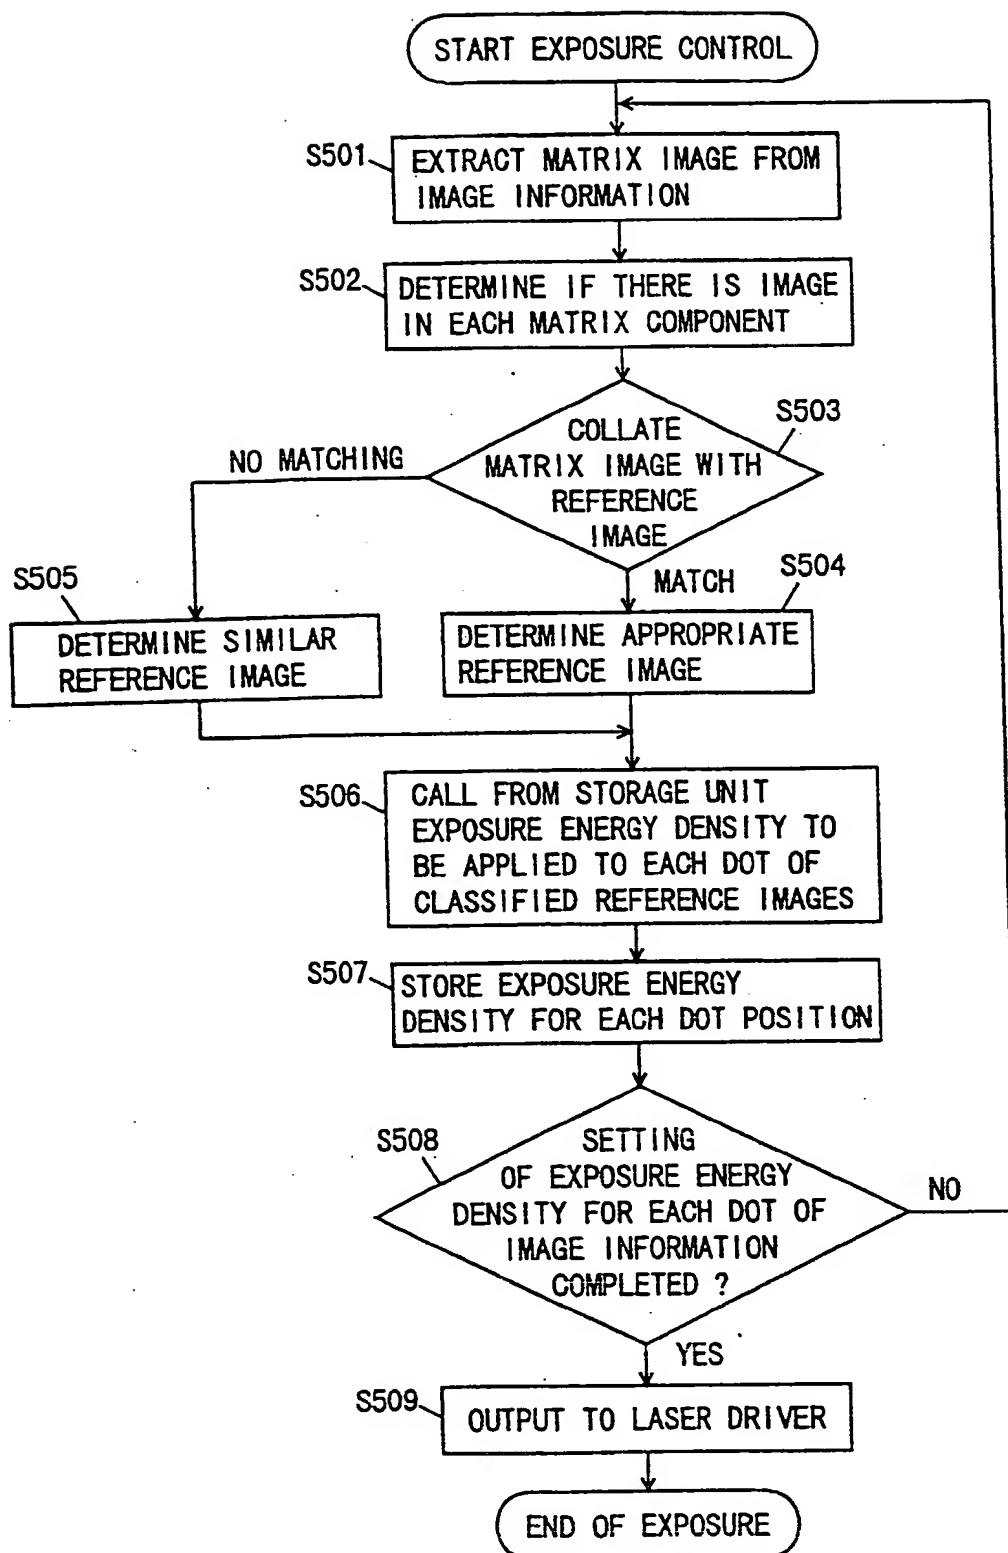 START EXPOSURE CONTROL
S501
EXTRACT MATRIX IMAGE FROM
IMAGE INFORMATION
S502
DETERMINE IF THERE IS IMAGE
IN EACH MATRIX COMPONENT
S503
COLLATE
MATRIX IMAGE WITH
REFERENCE
IMAGE
NO MATCHING
MATCH
S505
DETERMINE SIMILAR
REFERENCE IMAGE
S504
DETERMINE APPROPRIATE
REFERENCE IMAGE
S506
CALL FROM STORAGE UNIT
EXPOSURE ENERGY DENSITY TO
BE APPLIED TO EACH DOT OF
CLASSIFIED REFERENCE IMAGES
S507
STORE EXPOSURE ENERGY
DENSITY FOR EACH DOT POSITION
S508
SETTING
OF EXPOSURE ENERGY
DENSITY FOR EACH DOT OF
IMAGE INFORMATION
COMPLETED ?
NO
YES
S509
OUTPUT TO LASER DRIVER
END OF EXPOSURE